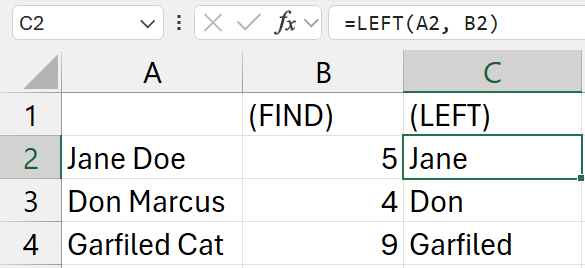 C2 fx =LEFT(A2, B2)
A B C
1 (FIND) (LEFT)
2 Jane Doe 5 Jane
3 Don Marcus 4 Don
4 Garfiled Cat 9 Garfiled